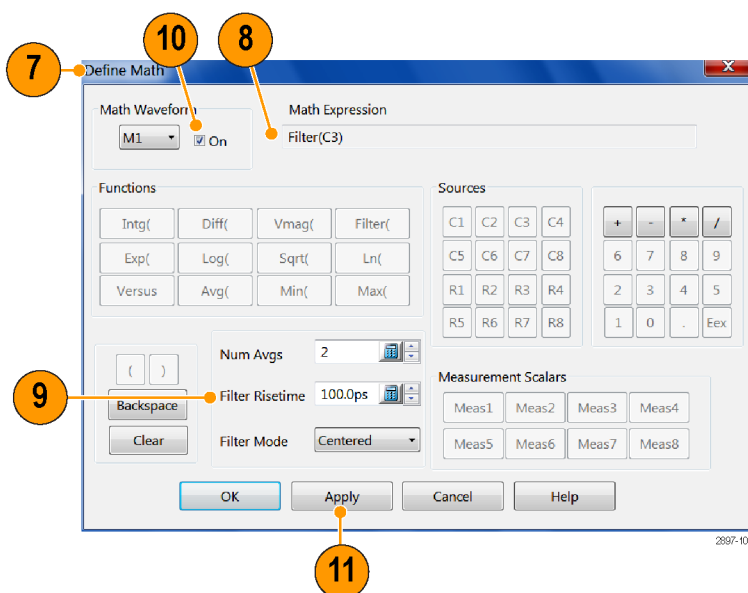 10
8
7
Define Math
X
Math Waveform
Math Expression
M1
On
Filter(C3)
Functions
Sources
Intg( Diff( Vmag( Filter(
C1 C2 C3 C4
+ - * /
Exp( Log( Sqrt( Ln(
C5 C6 C7 C8
6 7 8 9
Versus Avg( Min( Max(
R1 R2 R3 R4
2 3 4 5
R5 R6 R7 R8
1 0 . Eex
( )
Backspace
Clear
9
Num Avgs 2
Filter Risetime 100.0ps
Filter Mode Centered
Measurement Scalars
Meas1 Meas2 Meas3 Meas4
Meas5 Meas6 Meas7 Meas8
OK Apply Cancel Help
2897-10
11